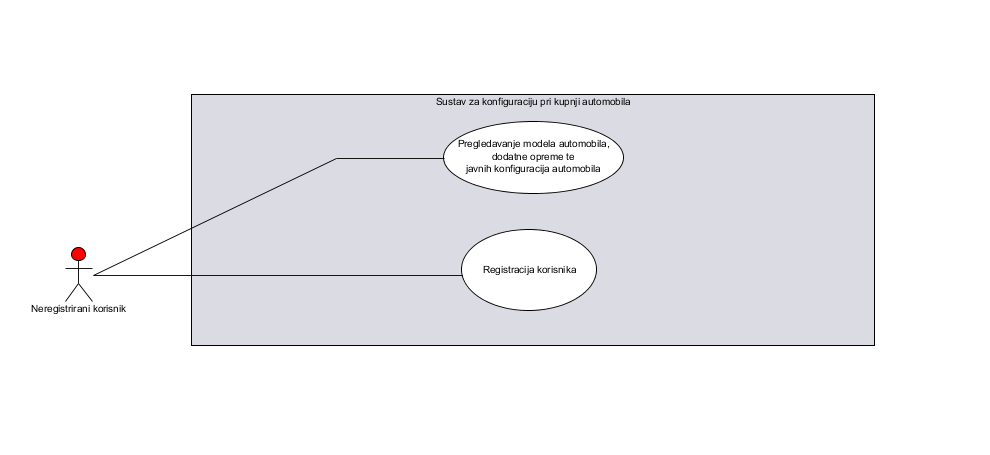 Sustav za konfiguraciju pri kupnji automobila
Pregledavanje modela automobila,
dodatne opreme te
javnih konfiguracija automobila
Registracija korisnika
Neregistrirani korisnik